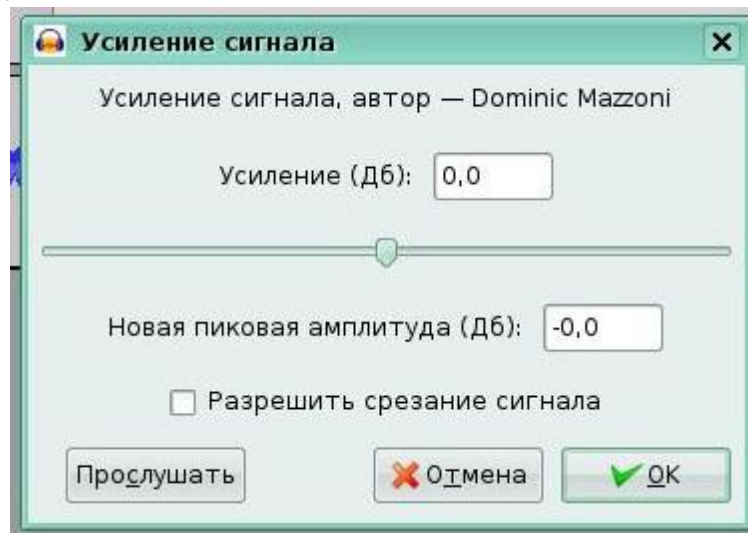 Усиление сигнала
Усиление сигнала, автор — Dominic Mazzoni
Усиление (Дб): 0,0
Новая пиковая амплитуда (Дб): -0,0
Разрешить срезание сигнала
Прослушать Отмена OK